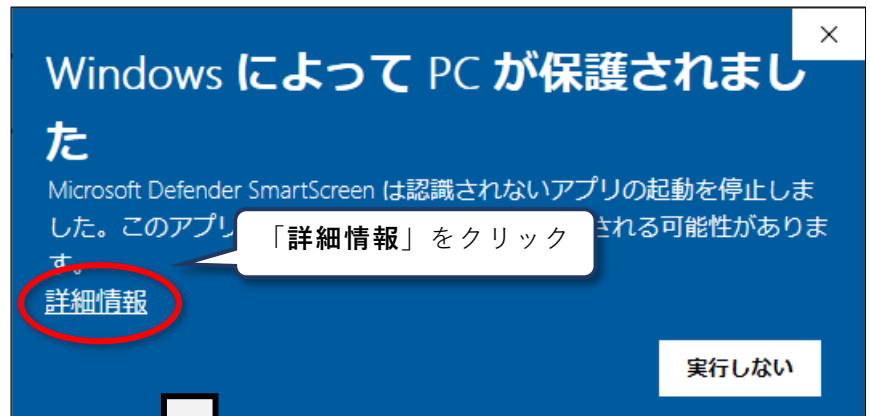 Windows によって PC が保護されまし
た
Microsoft Defender SmartScreen は認識されないアプリの起動を停止しま
した。このアプリ される可能性がありま
「詳細情報」をクリック
す。
詳細情報
実行しない